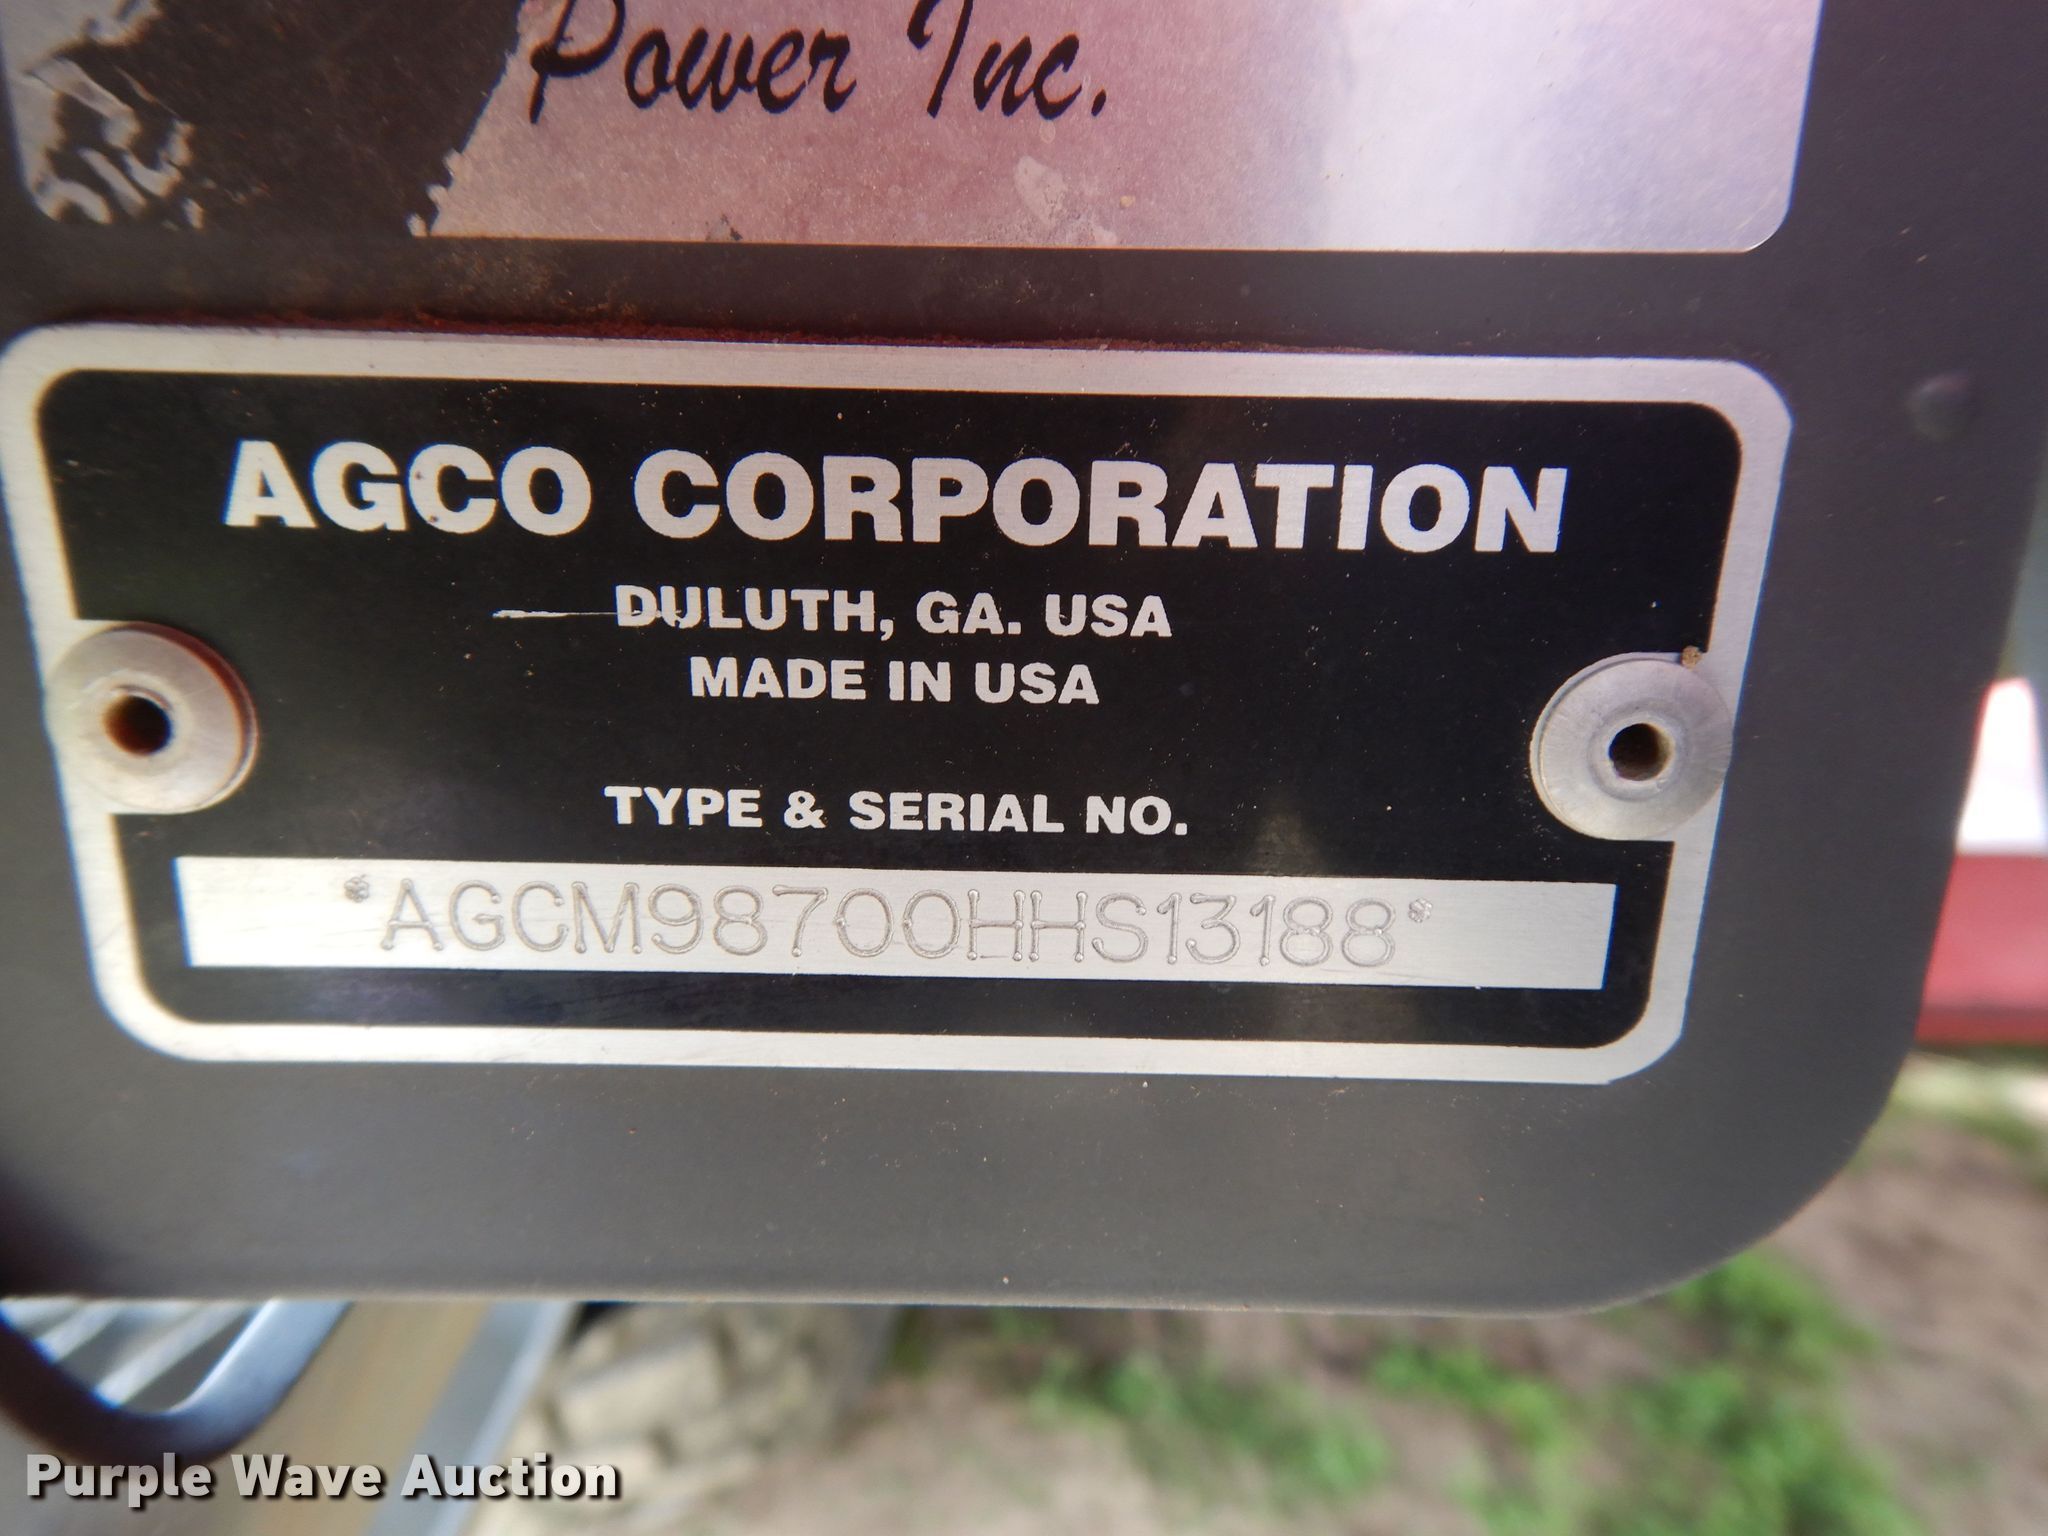 Power Inc.
AGCO CORPORATION
DULUTH, GA. USA
MADE IN USA
TYPE & SERIAL NO.
*AGCM98700HHS13188*
Purple Wave Auction